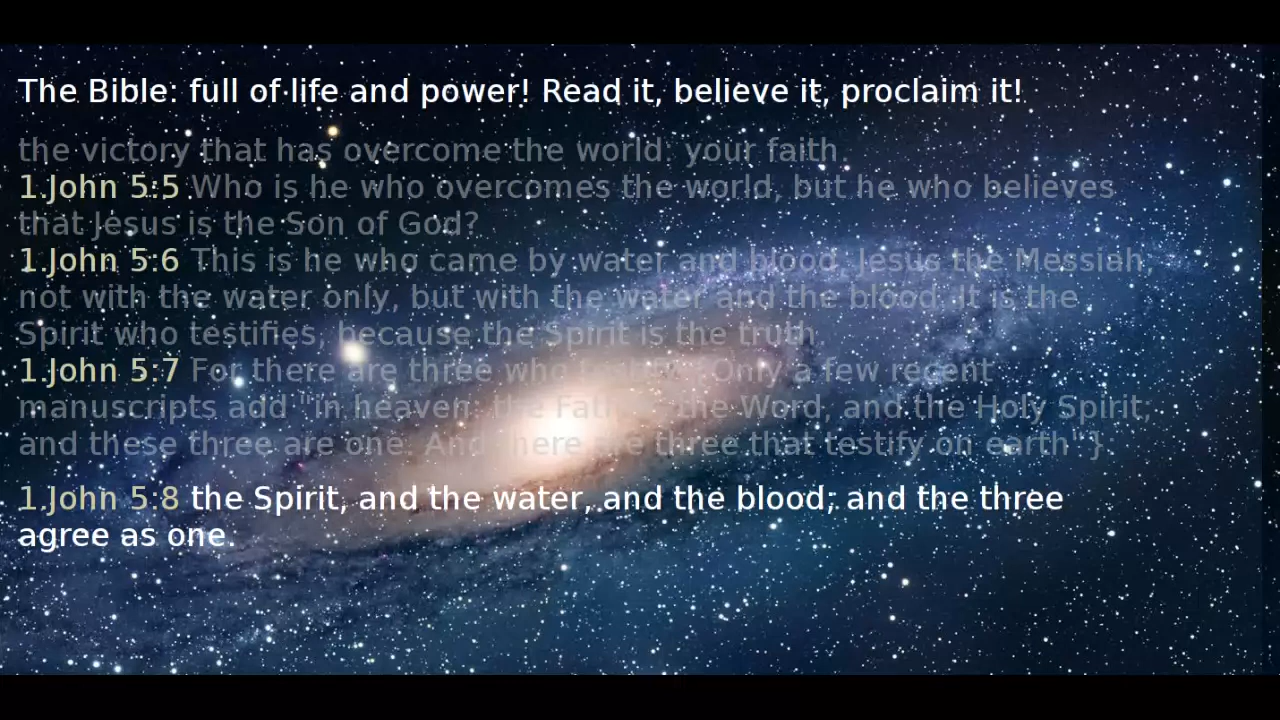 The Bible: full of life and power! Read it, believe it, proclaim it!
the victory that has overcome the world: your faith.
1.John 5:5 Who is he who overcomes the world, but he who believes
that Jesus is the Son of God?
1.John 5:6 This is he who came by water and blood, Jesus the Messiah;
not with the water only, but with the water and the blood. It is the
Spirit who testifies, because the Spirit is the truth.
1.John 5:7 For there are three who {Only a few recent
manuscripts add "in heaven: the Father, the Word, and the Holy Spirit;
and these three are one. And there are three that testify on earth"}:
1.John 5:8 the Spirit, and the water, and the blood; and the three
agree as one.